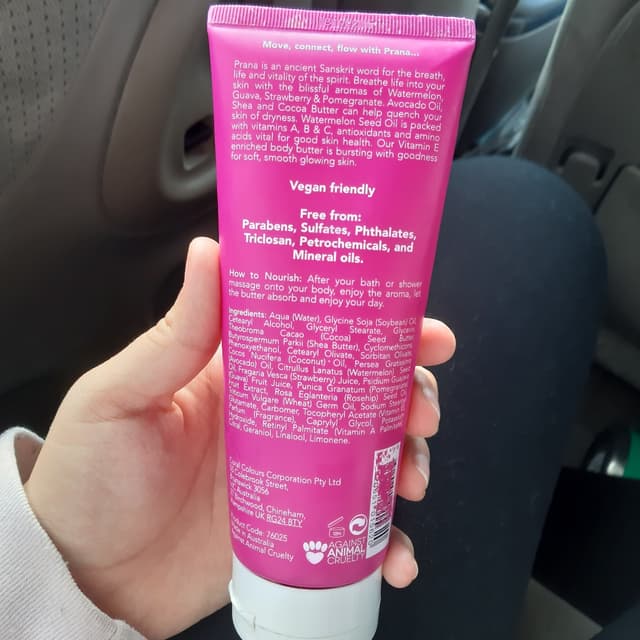 Move, connect, flow with Prana...
Prana is an ancient Sanskrit word for the breath,
life and vitality of the spirit. Breathe life into your
skin with the blissful aromas of Watermelon,
Guava, Strawberry & Pomegranate. Avocado Oil,
Shea and Cocoa Butter can help quench your
skin of dryness. Watermelon Seed Oil is packed
with vitamins A, B & C, antioxidants and amino
acids vital for good skin health. Our Vitamin E
enriched body butter is bursting with goodness
for soft, smooth glowing skin.
Vegan friendly
Free from:
Parabens, Sulfates, Phthalates,
Triclosan, Petrochemicals, and
Mineral oils.
How to Nourish: After your bath or shower
massage onto your body, enjoy the aroma, let
the butter absorb and enjoy your day.
Ingredients: Aqua (Water), Glycine Soja (Soybean) Oil,
Cetearyl Alcohol, Glyceryl Stearate, Glycerin,
Theobroma Cacao (Cocoa) Seed Butter,
Butyrospermum Parkii (Shea Butter), Cyclomethicone,
Phenoxyethanol, Cetearyl Olivate, Sorbitan Olivate,
Cocos Nucifera (Coconut) Oil, Persea Gratissima
(Avocado) Oil, Citrullus Lanatus (Watermelon) Seed
Oil, Fragaria Vesca (Strawberry) Juice, Psidium Guajava
(Guava) Fruit Juice, Punica Granatum (Pomegranate)
Fruit Extract, Rosa Eglanteria (Rosehip) Seed Oil,
Triticum Vulgare (Wheat) Germ Oil, Sodium Stearoyl
Glutamate, Carbomer, Tocopheryl Acetate (Vitamin E),
Parfum (Fragrance), Caprylyl Glycol, Potassium
Hydroxide, Retinyl Palmitate (Vitamin A Palmitate),
Citral, Geraniol, Linalool, Limonene.
Colours Corporation Pty Ltd
Colebrook Street,
Brunswick 3056
Australia
Birchwood, Chineham,
Hampshire UK RG24 8TY
Product Code: 76025
Made in Australia
Against Animal Cruelty
AGAINST
ANIMAL
CRUELTY